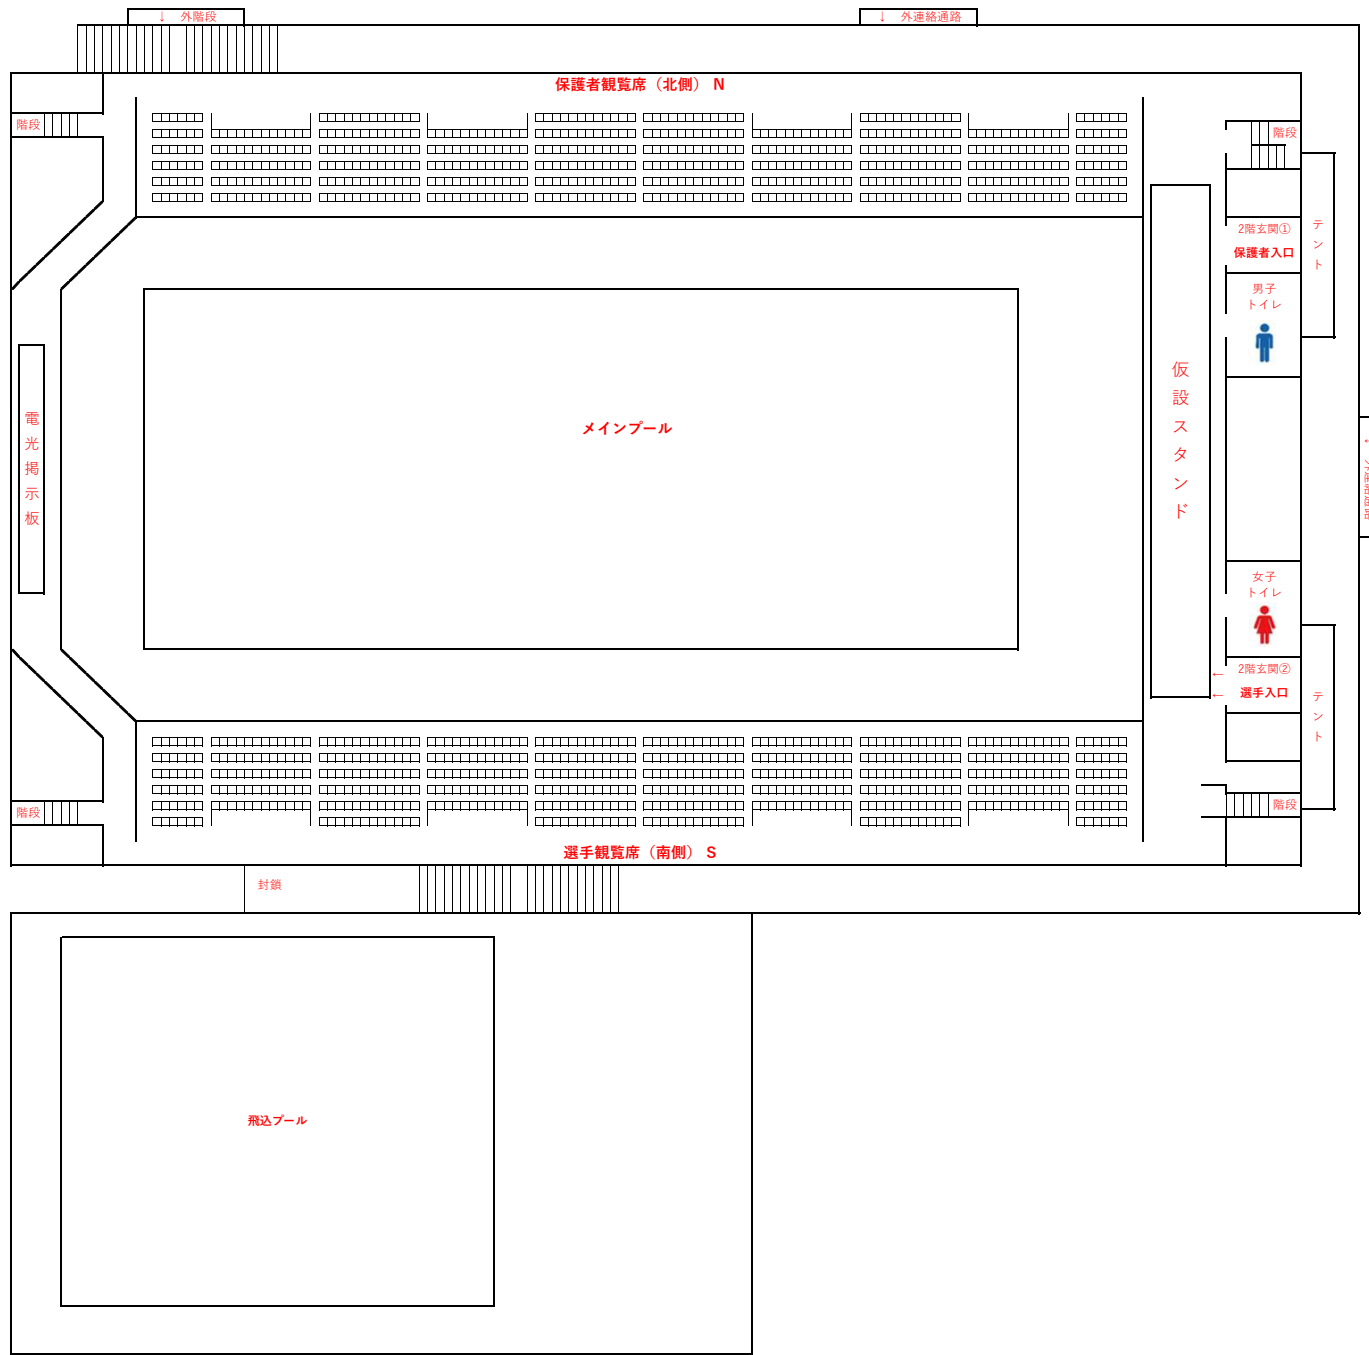 ↓ 外階段
↓ 外連絡通路
保護者観覧席（北側） N
階段
階段
2階玄関①
保護者入口
テント
男子
トイレ
仮設スタンド
電光掲示板
メインプール
←
女子
トイレ
2階玄関②
←
← 選手入口
テント
階段
階段
選手観覧席（南側） S
封鎖
飛込プール